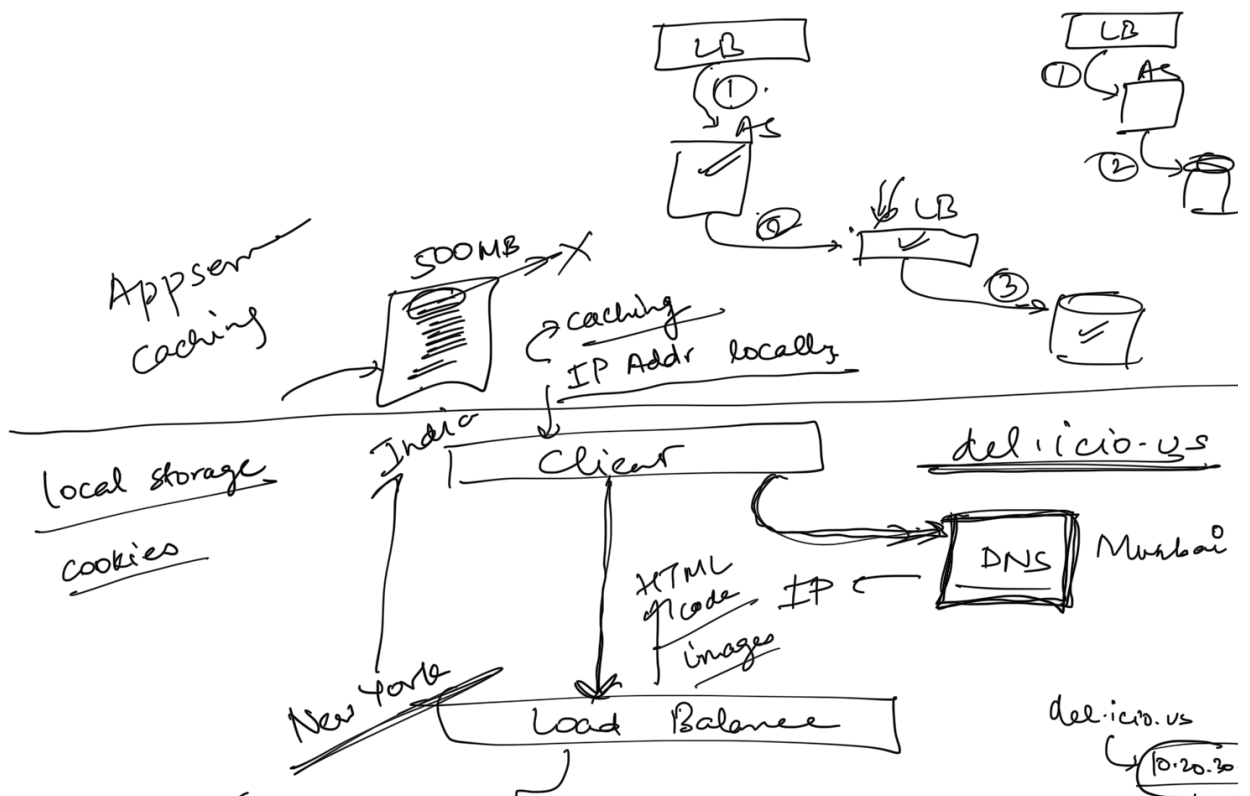 LB
①
AS
②
LB
③
LB
①
AS
②
500MB
X
Appserv
caching
caching
IP Addr locally
India
Client
del.icio.us
local storage
cookies
DNS
Mumbai
IP
HTML
code
images
New York
Load Balance
del.icio.us
10.20.30